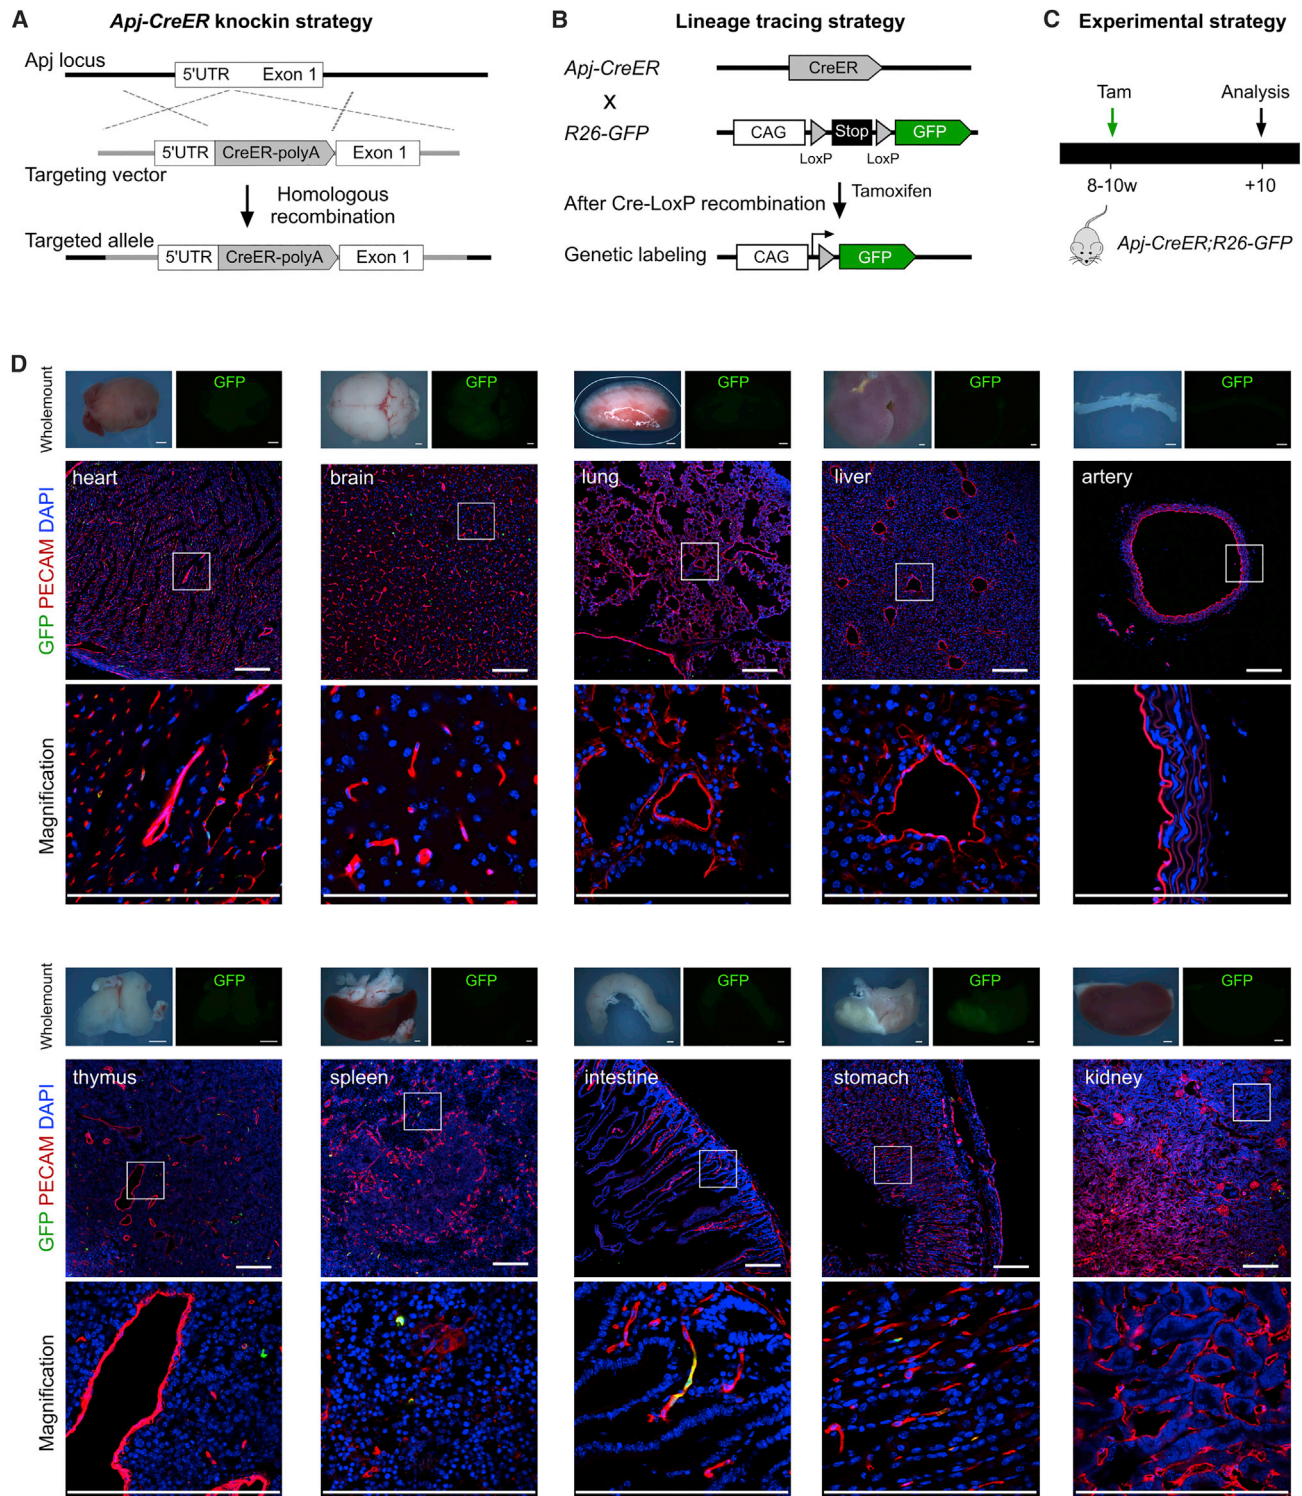 A Apj-CreER knockin strategy
Apj locus
5'UTR Exon 1
5'UTR CreER-polyA Exon 1
Targeting vector
Homologous
recombination
Targeted allele
5'UTR CreER-polyA Exon 1
B Lineage tracing strategy
Apj-CreER CreER
X
R26-GFP CAG Stop GFP
LoxP LoxP
After Cre-LoxP recombination Tamoxifen
Genetic labeling CAG GFP
C Experimental strategy
Tam Analysis
8-10w +10
Apj-CreER;R26-GFP
D
Wholemount GFP GFP GFP GFP GFP
GFP PECAM DAPI heart brain lung liver artery
Magnification
Wholemount GFP GFP GFP GFP GFP
GFP PECAM DAPI thymus spleen intestine stomach kidney
Magnification